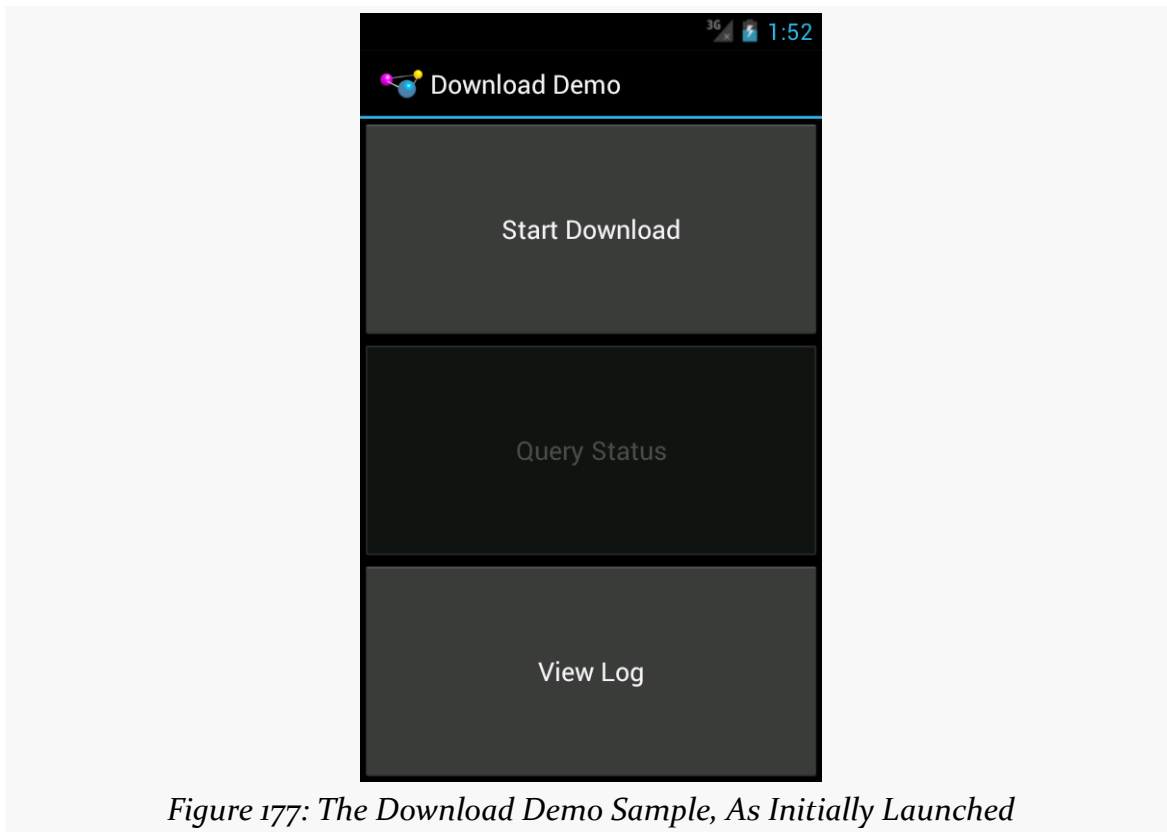 3G 1:52
Download Demo
Start Download
Query Status
View Log
Figure 177: The Download Demo Sample, As Initially Launched